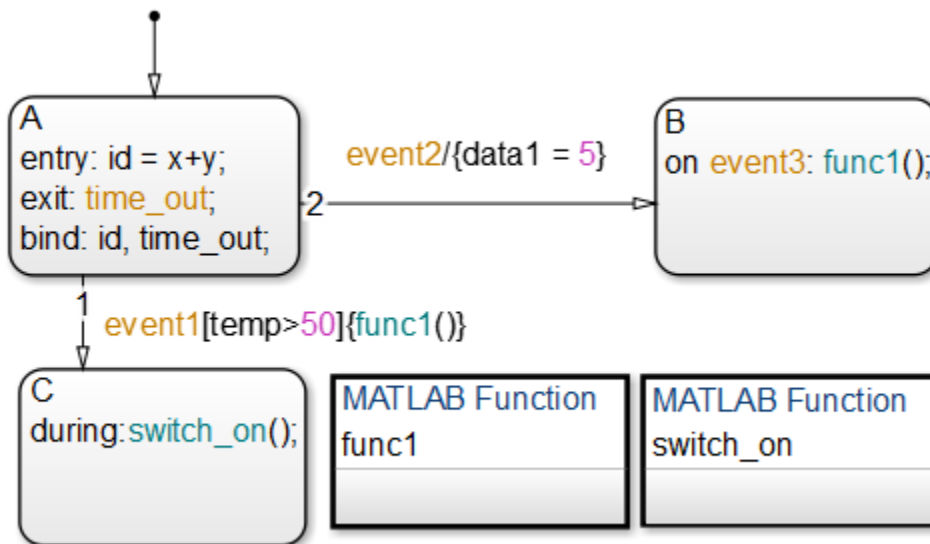 A
entry: id = x+y;
exit: time_out;
bind: id, time_out;
event2/{data1 = 5}
2
B
on event3: func1();
1
event1[temp>50]{func1()}
C
during:switch_on();
MATLAB Function
func1
MATLAB Function
switch_on